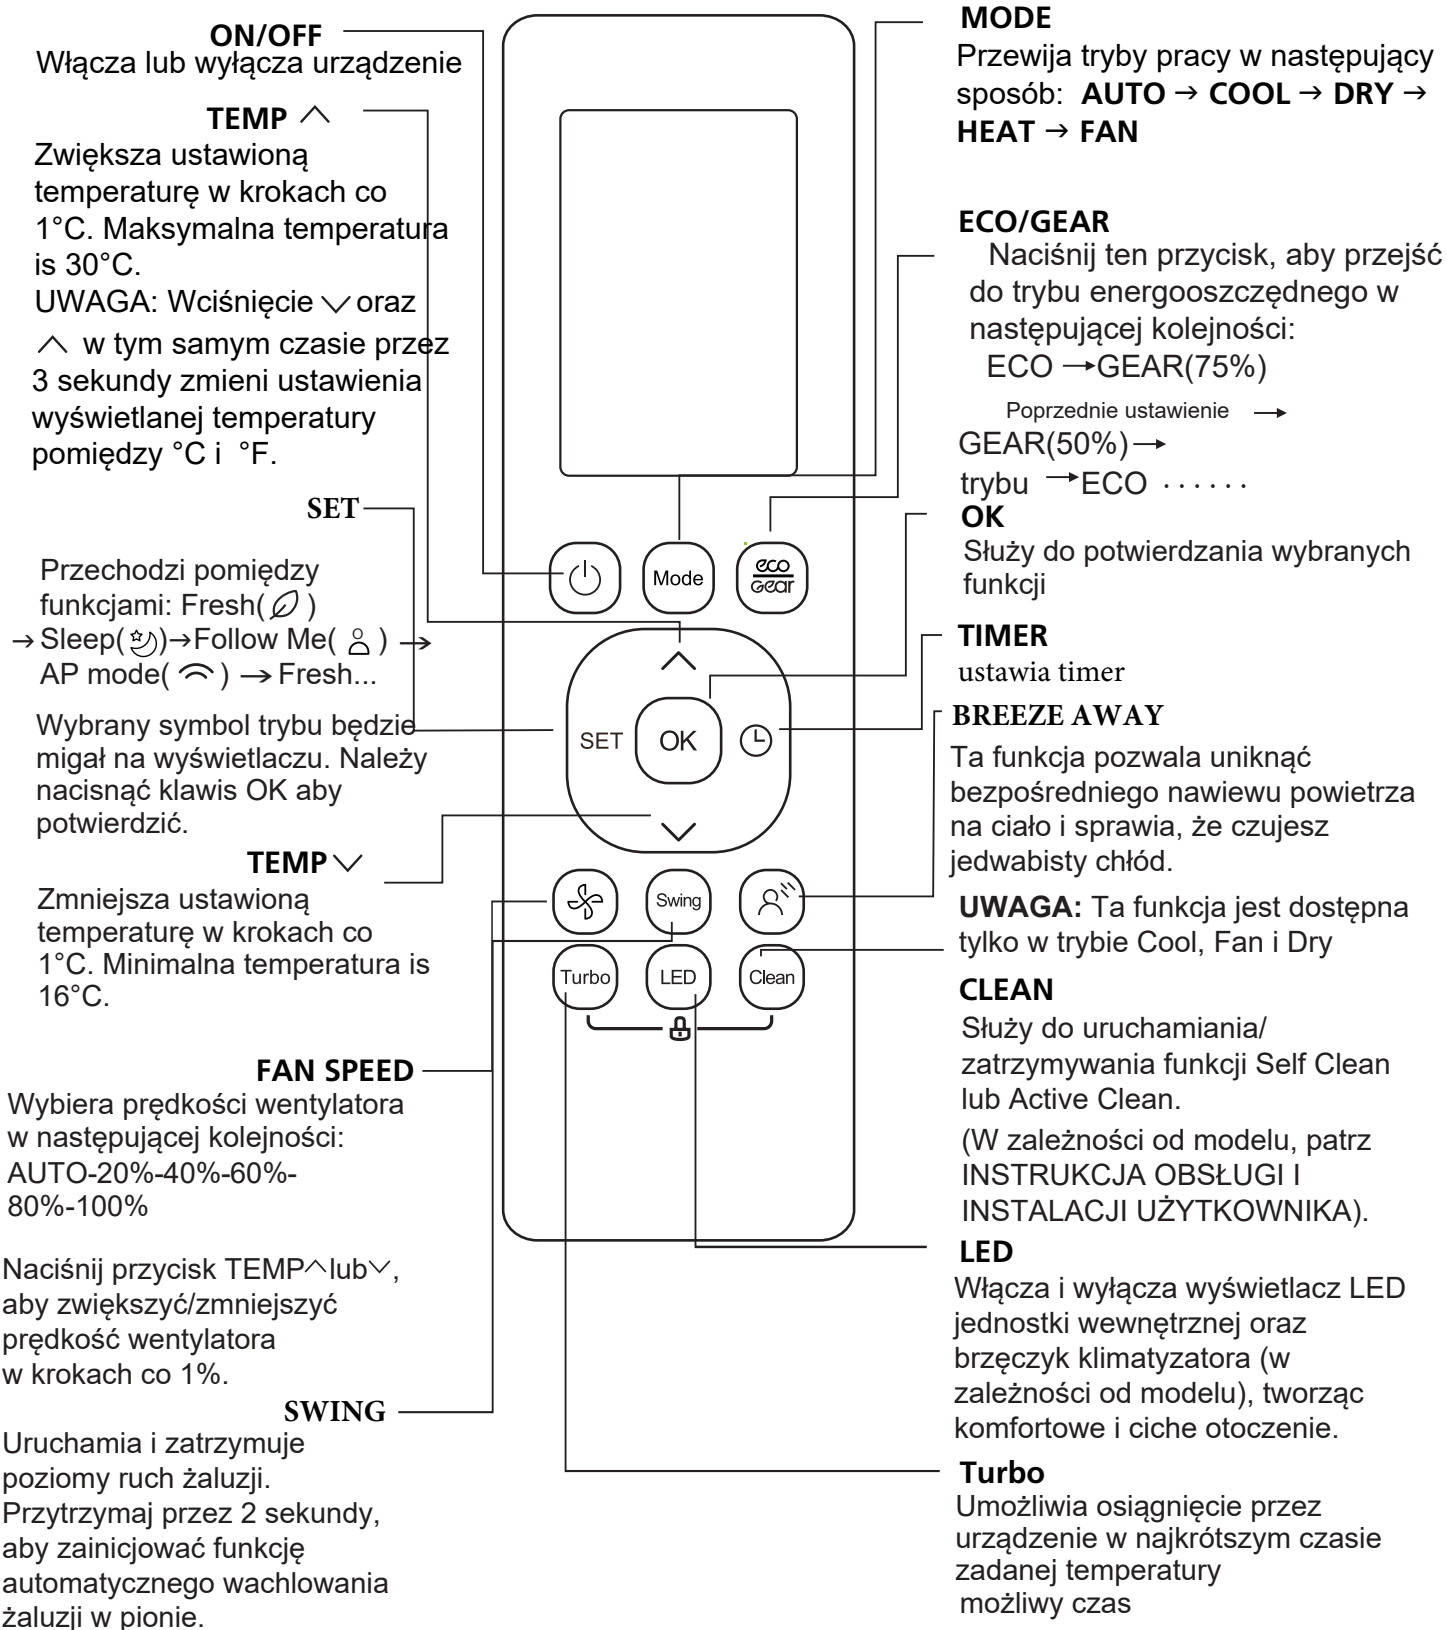 ON/OFF
Włącza lub wyłącza urządzenie
TEMP ︿
Zwiększa ustawioną
temperaturę w krokach co
1°C. Maksymalna temperatura
is 30°C.
UWAGA: Wciśnięcie ﹀ oraz
︿ w tym samym czasie przez
3 sekundy zmieni ustawienia
wyświetlanej temperatury
pomiędzy °C i °F.
SET
Przechodzi pomiędzy
funkcjami: Fresh( )
→ Sleep( )→Follow Me( ) →
AP mode( ) → Fresh...
Wybrany symbol trybu będzie
migał na wyświetlaczu. Należy
nacisnąć klawis OK aby
potwierdzić.
TEMP ﹀
Zmniejsza ustawioną
temperaturę w krokach co
1°C. Minimalna temperatura is
16°C.
FAN SPEED
Wybiera prędkości wentylatora
w następującej kolejności:
AUTO-20%-40%-60%-
80%-100%
Naciśnij przycisk TEMP︿lub﹀,
aby zwiększyć/zmniejszyć
prędkość wentylatora
w krokach co 1%.
SWING
Uruchamia i zatrzymuje
poziomy ruch żaluzji.
Przytrzymaj przez 2 sekundy,
aby zainicjować funkcję
automatycznego wachlowania
żaluzji w pionie.
Mode
eco
Gear
SET
OK
Swing
Turbo
LED
Clean
MODE
Przewija tryby pracy w następujący
sposób: AUTO → COOL → DRY →
HEAT → FAN
ECO/GEAR
Naciśnij ten przycisk, aby przejść
do trybu energooszczędnego w
następującej kolejności:
ECO →GEAR(75%)
Poprzednie ustawienie →
GEAR(50%)→
trybu →ECO ······
OK
Służy do potwierdzania wybranych
funkcji
TIMER
ustawia timer
BREEZE AWAY
Ta funkcja pozwala uniknąć
bezpośredniego nawiewu powietrza
na ciało i sprawia, że czujesz
jedwabisty chłód.
UWAGA: Ta funkcja jest dostępna
tylko w trybie Cool, Fan i Dry
CLEAN
Służy do uruchamiania/
zatrzymywania funkcji Self Clean
lub Active Clean.
(W zależności od modelu, patrz
INSTRUKCJA OBSŁUGI I
INSTALACJI UŻYTKOWNIKA).
LED
Włącza i wyłącza wyświetlacz LED
jednostki wewnętrznej oraz
brzęczyk klimatyzatora (w
zależności od modelu), tworząc
komfortowe i ciche otoczenie.
Turbo
Umożliwia osiągnięcie przez
urządzenie w najkrótszym czasie
zadanej temperatury
możliwy czas